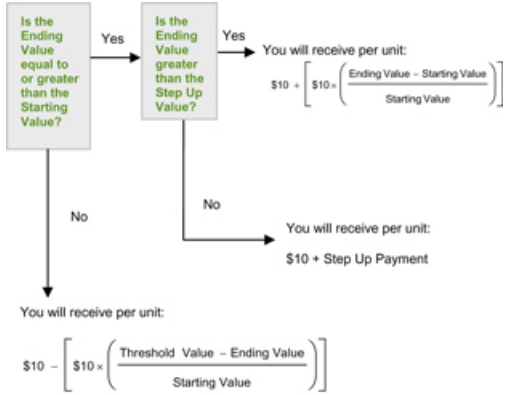 Is the
Ending
Value
equal to
or greater
than the
Starting
Value?
Yes
Is the
Ending
Value
greater
than the
Step Up
Value?
Yes
You will receive per unit:
$10 + [ $10 × ( Ending Value – Starting Value
Starting Value ) ]
No
No
You will receive per unit:
$10 + Step Up Payment
You will receive per unit:
$10 – [ $10 × ( Threshold Value – Ending Value
Starting Value ) ]